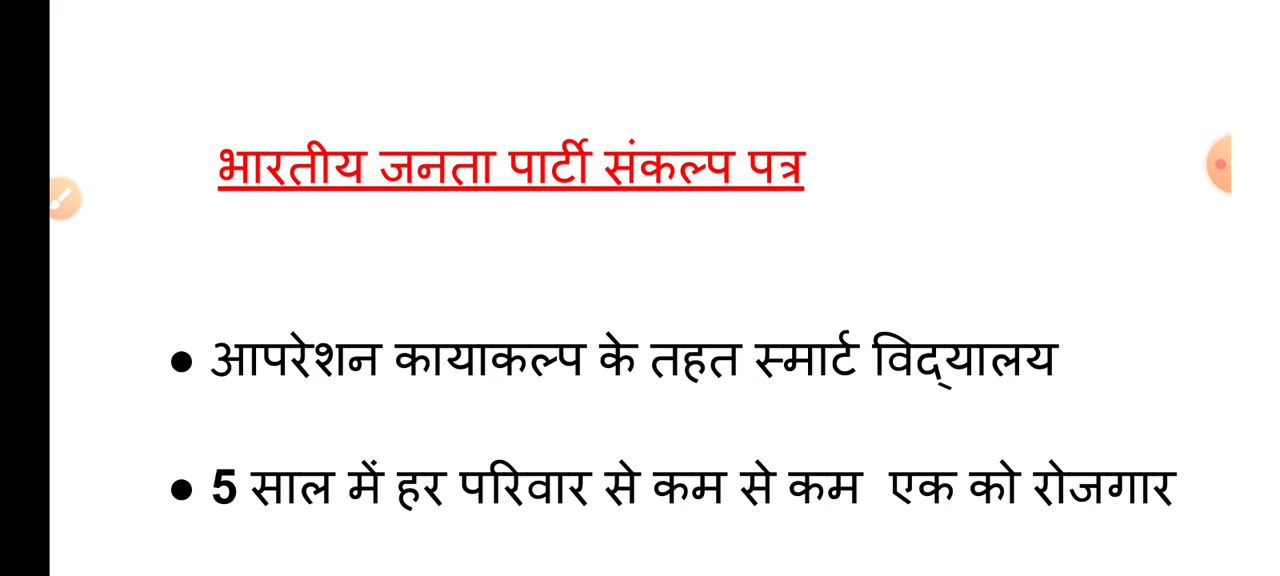 भारतीय जनता पार्टी संकल्प पत्र
● आपरेशन कायाकल्प के तहत स्मार्ट विद्यालय
● 5 साल में हर परिवार से कम से कम एक को रोजगार